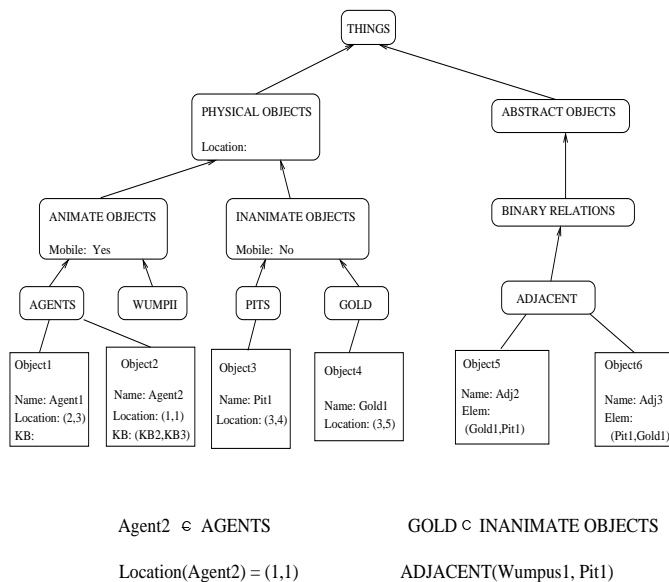 THINGS
PHYSICAL OBJECTS
Location:
ABSTRACT OBJECTS
ANIMATE OBJECTS
Mobile: Yes
INANIMATE OBJECTS
Mobile: No
BINARY RELATIONS
AGENTS
WUMPII
PITS
GOLD
ADJACENT
Object1
Name: Agent1
Location: (2,3)
KB:
Object2
Name: Agent2
Location: (1,1)
KB: (KB2,KB3)
Object3
Name: Pit1
Location: (3,4)
Object4
Name: Gold1
Location: (3,5)
Object5
Name: Adj2
Elem:
(Gold1,Pit1)
Object6
Name: Adj3
Elem:
(Pit1,Gold1)
Agent2 ∈ AGENTS
GOLD ⊂ INANIMATE OBJECTS
Location(Agent2) = (1,1)
ADJACENT(Wumpus1, Pit1)